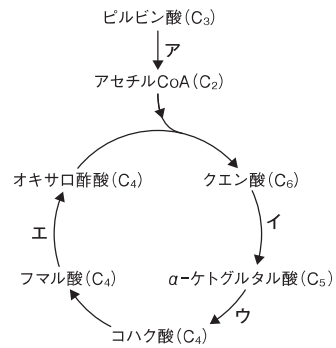 ピルビン酸(C₃)
ア
アセチルCoA(C₂)
オキサロ酢酸(C₄)
クエン酸(C₆)
エ
イ
フマル酸(C₄)
α-ケトグルタル酸(C₅)
ウ
コハク酸(C₄)